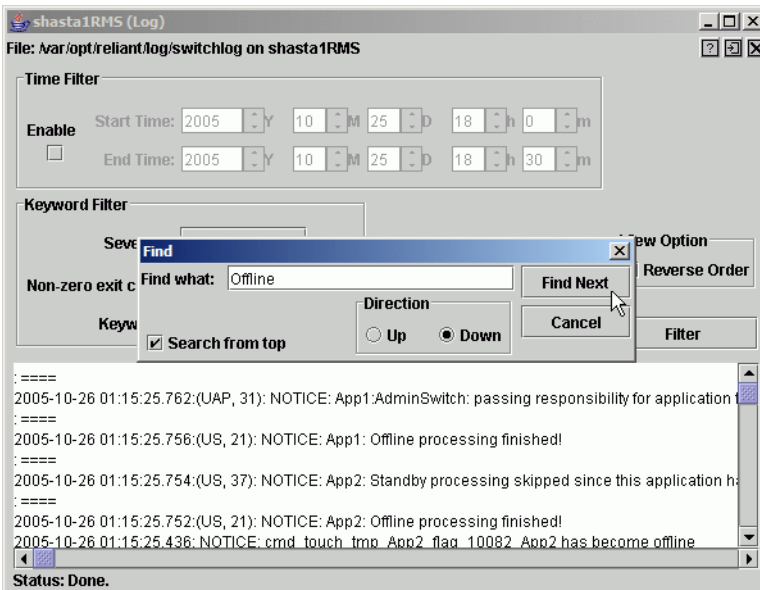 shasta1RMS (Log)
File: /var/opt/reliant/log/switchlog on shasta1RMS
Time Filter
Enable
Start Time: 2005 Y 10 M 25 D 18 h 0 m
End Time: 2005 Y 10 M 25 D 18 h 30 m
Keyword Filter
Seve
Non-zero exit c
Keyw
Find
Find what: Offline
Find Next
Direction
Up Down
Cancel
Search from top
ew Option
Reverse Order
Filter
: ====
2005-10-26 01:15:25.762:(UAP, 31): NOTICE: App1:AdminSwitch: passing responsibility for application
: ====
2005-10-26 01:15:25.756:(US, 21): NOTICE: App1: Offline processing finished!
: ====
2005-10-26 01:15:25.754:(US, 37): NOTICE: App2: Standby processing skipped since this application ha
: ====
2005-10-26 01:15:25.752:(US, 21): NOTICE: App2: Offline processing finished!
2005-10-26 01:15:25.436: NOTICE: cmd_touch_tmp_App2_flag_10082_App2 has become offline
Status: Done.